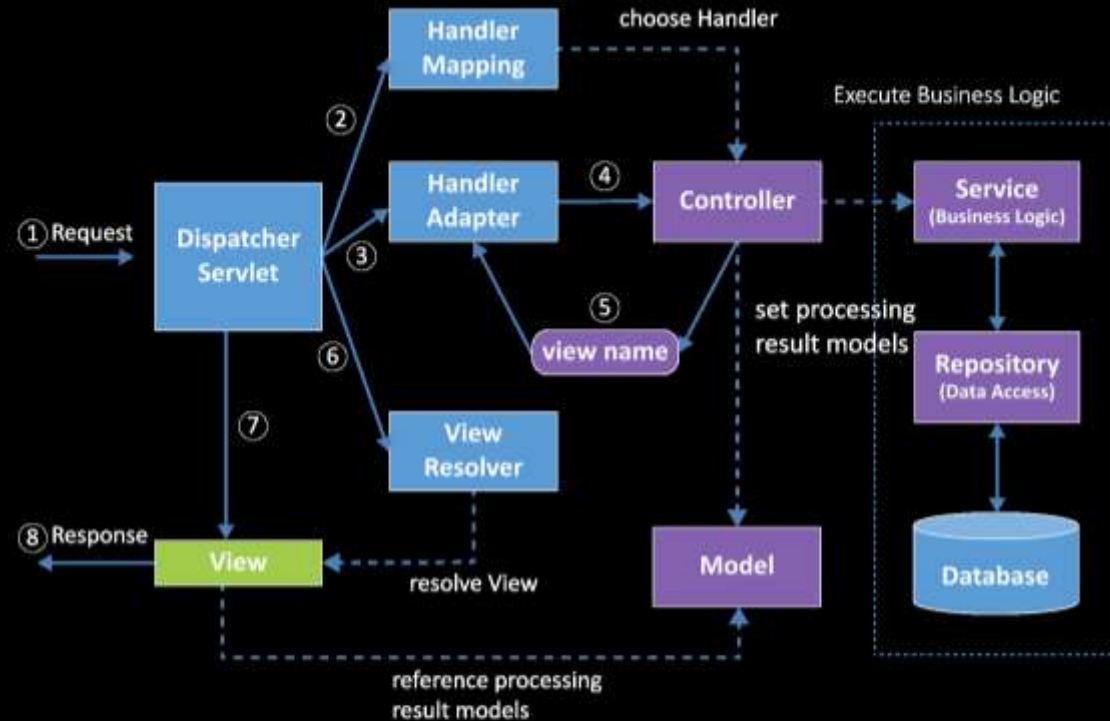 choose Handler
Handler
Mapping
Execute Business Logic
②
Handler
Adapter
④
Controller
Service
(Business Logic)
① Request
Dispatcher
Servlet
③
⑤
view name
set processing
result models
⑥
Repository
(Data Access)
⑦
View
Resolver
⑧ Response
View
resolve View
Model
Database
reference processing
result models